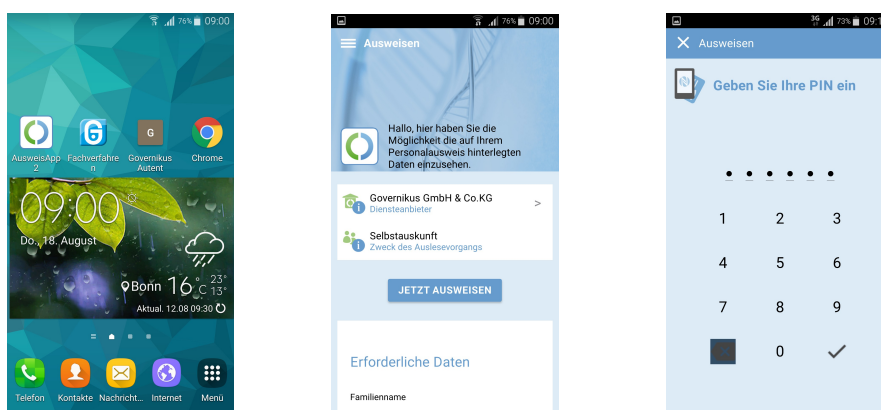 76% 09:00
AusweisApp
2
Fachverfahre
n
G
Governikus
Autent
Chrome
09:00
Do., 18. August
Bonn 16°C 23°
13°
Aktual. 12.08 09:30
Telefon Kontakte Nachricht... Internet Menü
76% 09:00
Ausweisen
Hallo, hier haben Sie die
Möglichkeit die auf Ihrem
Personalausweis hinterlegten
Daten einzusehen.
Governikus GmbH & Co.KG
Diensteanbieter
>
Selbstauskunft
Zweck des Auslesevorgangs
JETZT AUSWEISEN
Erforderliche Daten
Familienname
3G 73% 09:1
Ausweisen
Geben Sie Ihre PIN ein
1 2 3
4 5 6
7 8 9
0